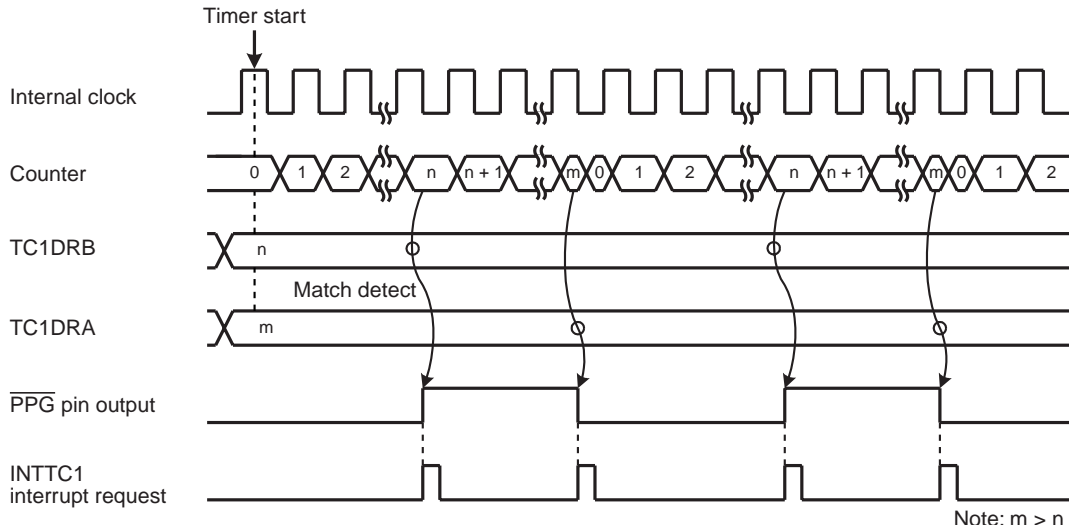 Timer start
Internal clock
Counter
0 1 2 n n + 1 m 0 1 2 n n + 1 m 0 1 2
TC1DRB
n
Match detect
TC1DRA
m
PPG pin output
INTTC1
interrupt request
Note: m > n